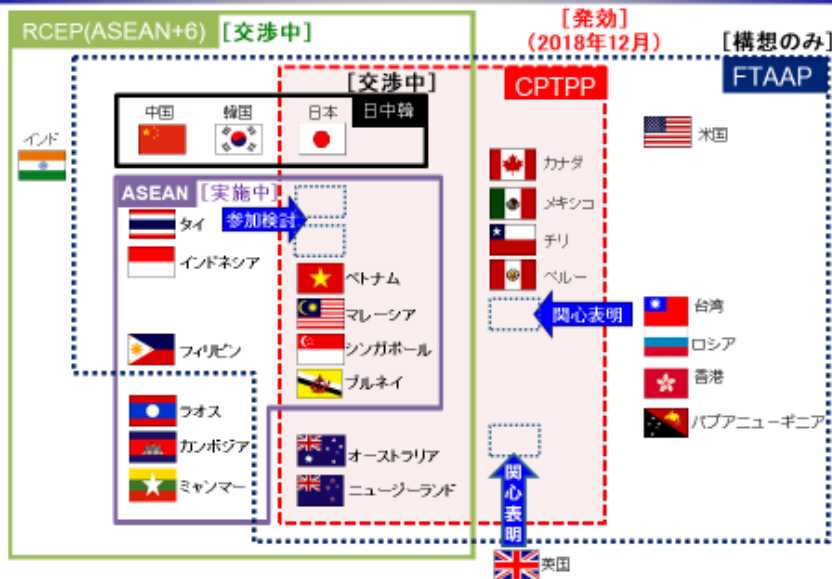 RCEP(ASEAN+6) [交渉中]
[発効]
(2018年12月)
[構想のみ]
FTAAP
[交渉中]
CPTPP
中国
韓国
日本
日中韓
インド
米国
カナダ
メキシコ
チリ
ペルー
ASEAN [実施中]
タイ
参加検討
インドネシア
ベトナム
マレーシア
シンガポール
ブルネイ
フィリピン
関心表明
台湾
ロシア
香港
パプアニューギニア
ラオス
カンボジア
ミャンマー
オーストラリア
ニュージーランド
関心表明
英国